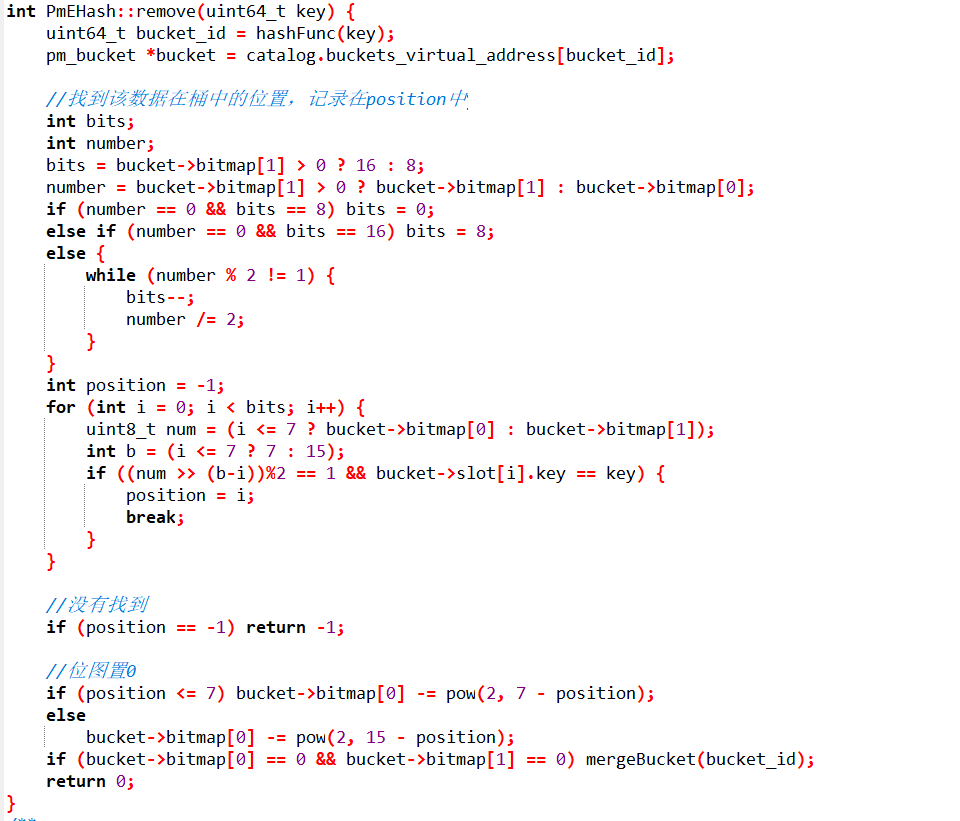 int PmEHash::remove(uint64_t key) {
    uint64_t bucket_id = hashFunc(key);
    pm_bucket *bucket = catalog.buckets_virtual_address[bucket_id];

    //找到该数据在桶中的位置，记录在position中
    int bits;
    int number;
    bits = bucket->bitmap[1] > 0 ? 16 : 8;
    number = bucket->bitmap[1] > 0 ? bucket->bitmap[1] : bucket->bitmap[0];
    if (number == 0 && bits == 8) bits = 0;
    else if (number == 0 && bits == 16) bits = 8;
    else {
        while (number % 2 != 1) {
            bits--;
            number /= 2;
        }
    }
    int position = -1;
    for (int i = 0; i < bits; i++) {
        uint8_t num = (i <= 7 ? bucket->bitmap[0] : bucket->bitmap[1]);
        int b = (i <= 7 ? 7 : 15);
        if ((num >> (b-i))%2 == 1 && bucket->slot[i].key == key) {
            position = i;
            break;
        }
    }

    //没有找到
    if (position == -1) return -1;

    //位图置0
    if (position <= 7) bucket->bitmap[0] -= pow(2, 7 - position);
    else
        bucket->bitmap[0] -= pow(2, 15 - position);
    if (bucket->bitmap[0] == 0 && bucket->bitmap[1] == 0) mergeBucket(bucket_id);
    return 0;
}
/**